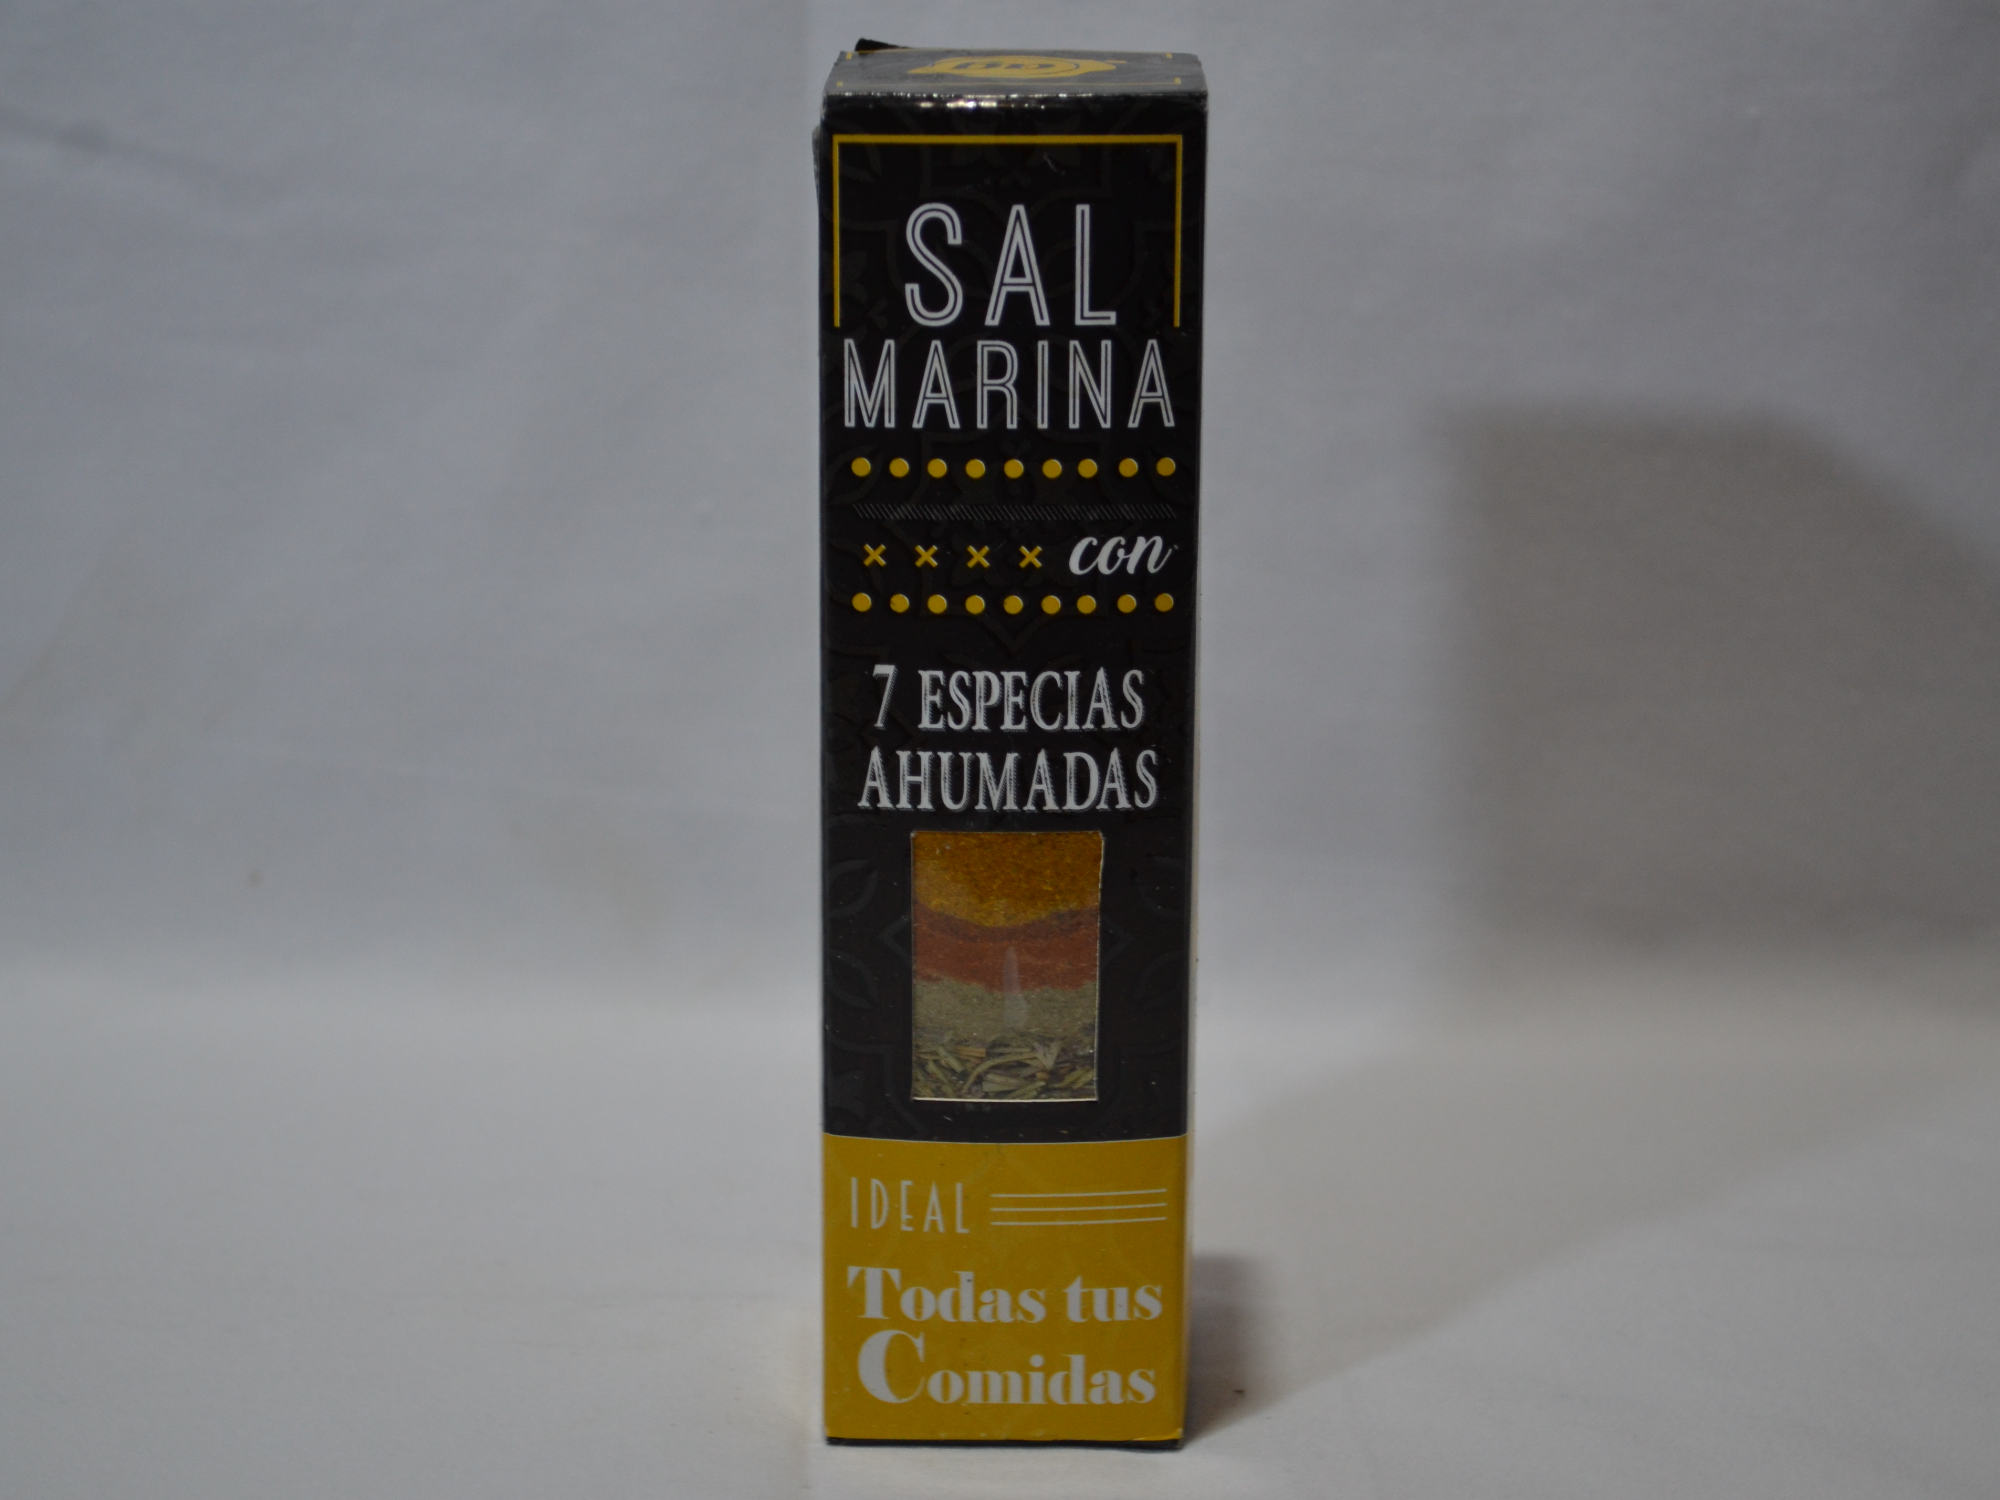 SAL
MARINA
con
7 ESPECIAS
AHUMADAS
IDEAL
Todas tus
Comidas